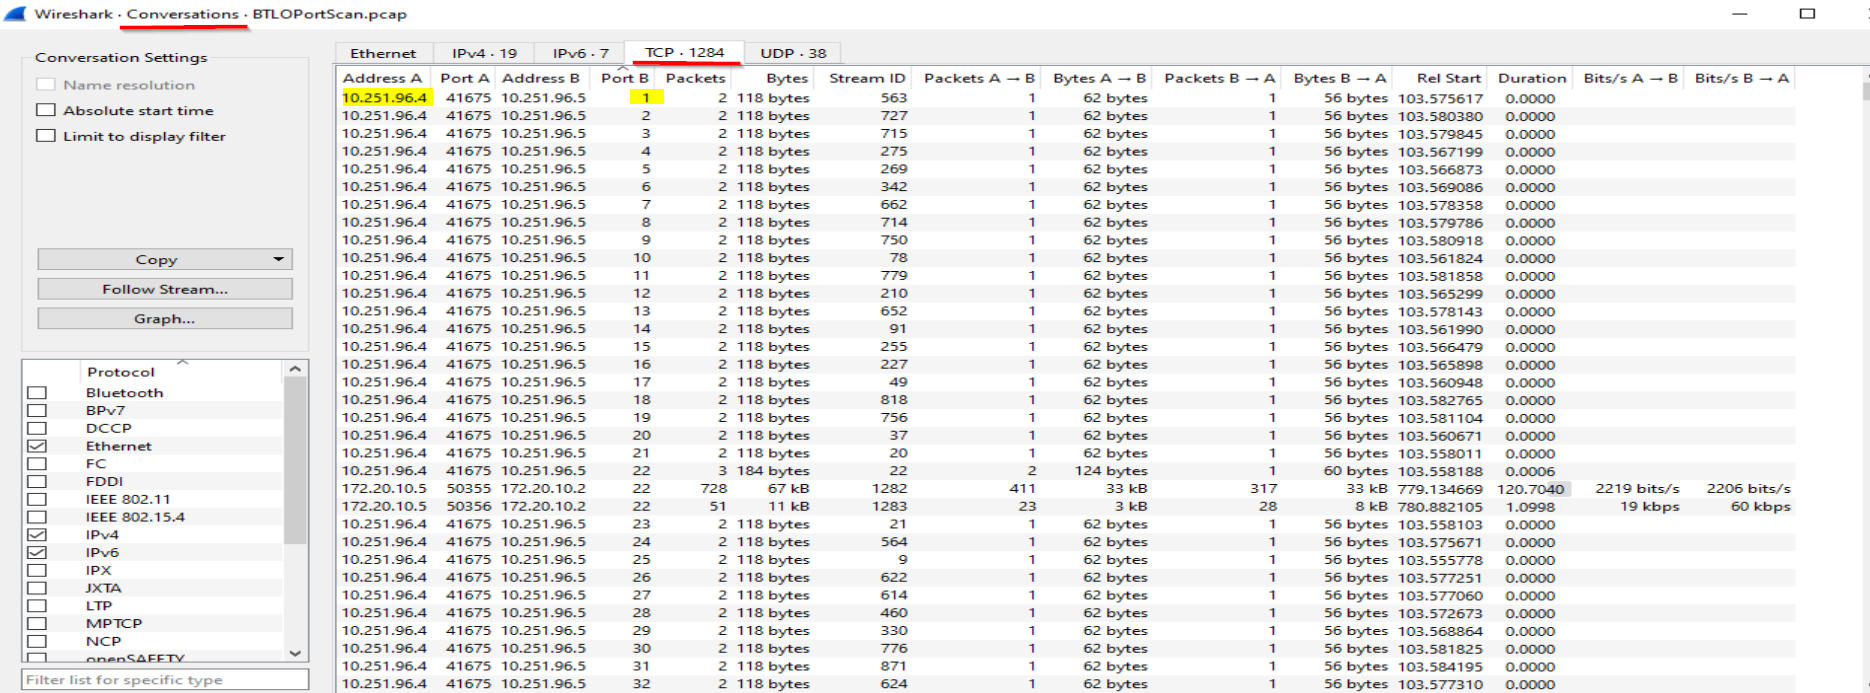 Wireshark · Conversations · BTLOPortScan.pcap
Conversation Settings
Name resolution
Absolute start time
Limit to display filter
Copy
Follow Stream...
Graph...
Protocol
Bluetooth
BPv7
DCCP
Ethernet
FC
FDDI
IEEE 802.11
IEEE 802.15.4
IPv4
IPv6
IPX
JXTA
LTP
MPTCP
NCP
openSAFETY
Filter list for specific type
Ethernet IPv4 · 19 IPv6 · 7 TCP · 1284 UDP · 38
Address A Port A Address B Port B Packets Bytes Stream ID Packets A → B Bytes A → B Packets B → A Bytes B → A Rel Start Duration Bits/s A → B Bits/s B → A
10.251.96.4 41675 10.251.96.5 1 2 118 bytes 563 1 62 bytes 1 56 bytes 103.575617 0.0000
10.251.96.4 41675 10.251.96.5 2 2 118 bytes 727 1 62 bytes 1 56 bytes 103.580380 0.0000
10.251.96.4 41675 10.251.96.5 3 2 118 bytes 715 1 62 bytes 1 56 bytes 103.579845 0.0000
10.251.96.4 41675 10.251.96.5 4 2 118 bytes 275 1 62 bytes 1 56 bytes 103.567199 0.0000
10.251.96.4 41675 10.251.96.5 5 2 118 bytes 269 1 62 bytes 1 56 bytes 103.566873 0.0000
10.251.96.4 41675 10.251.96.5 6 2 118 bytes 342 1 62 bytes 1 56 bytes 103.569086 0.0000
10.251.96.4 41675 10.251.96.5 7 2 118 bytes 662 1 62 bytes 1 56 bytes 103.578358 0.0000
10.251.96.4 41675 10.251.96.5 8 2 118 bytes 714 1 62 bytes 1 56 bytes 103.579786 0.0000
10.251.96.4 41675 10.251.96.5 9 2 118 bytes 750 1 62 bytes 1 56 bytes 103.580918 0.0000
10.251.96.4 41675 10.251.96.5 10 2 118 bytes 78 1 62 bytes 1 56 bytes 103.561824 0.0000
10.251.96.4 41675 10.251.96.5 11 2 118 bytes 779 1 62 bytes 1 56 bytes 103.581858 0.0000
10.251.96.4 41675 10.251.96.5 12 2 118 bytes 210 1 62 bytes 1 56 bytes 103.565299 0.0000
10.251.96.4 41675 10.251.96.5 13 2 118 bytes 652 1 62 bytes 1 56 bytes 103.578143 0.0000
10.251.96.4 41675 10.251.96.5 14 2 118 bytes 91 1 62 bytes 1 56 bytes 103.561990 0.0000
10.251.96.4 41675 10.251.96.5 15 2 118 bytes 255 1 62 bytes 1 56 bytes 103.566479 0.0000
10.251.96.4 41675 10.251.96.5 16 2 118 bytes 227 1 62 bytes 1 56 bytes 103.565898 0.0000
10.251.96.4 41675 10.251.96.5 17 2 118 bytes 49 1 62 bytes 1 56 bytes 103.560948 0.0000
10.251.96.4 41675 10.251.96.5 18 2 118 bytes 818 1 62 bytes 1 56 bytes 103.582765 0.0000
10.251.96.4 41675 10.251.96.5 19 2 118 bytes 756 1 62 bytes 1 56 bytes 103.581104 0.0000
10.251.96.4 41675 10.251.96.5 20 2 118 bytes 37 1 62 bytes 1 56 bytes 103.560671 0.0000
10.251.96.4 41675 10.251.96.5 21 2 118 bytes 20 1 62 bytes 1 56 bytes 103.558011 0.0000
10.251.96.4 41675 10.251.96.5 22 3 184 bytes 22 2 124 bytes 1 60 bytes 103.558188 0.0006
172.20.10.5 50355 172.20.10.2 22 728 67 kB 1282 411 33 kB 317 33 kB 779.134669 120.7040 2219 bits/s 2206 bits/s
172.20.10.5 50356 172.20.10.2 22 51 11 kB 1283 23 3 kB 28 8 kB 780.882105 1.0998 19 kbps 60 kbps
10.251.96.4 41675 10.251.96.5 23 2 118 bytes 21 1 62 bytes 1 56 bytes 103.558103 0.0000
10.251.96.4 41675 10.251.96.5 24 2 118 bytes 564 1 62 bytes 1 56 bytes 103.575671 0.0000
10.251.96.4 41675 10.251.96.5 25 2 118 bytes 9 1 62 bytes 1 56 bytes 103.555778 0.0000
10.251.96.4 41675 10.251.96.5 26 2 118 bytes 622 1 62 bytes 1 56 bytes 103.577251 0.0000
10.251.96.4 41675 10.251.96.5 27 2 118 bytes 614 1 62 bytes 1 56 bytes 103.577060 0.0000
10.251.96.4 41675 10.251.96.5 28 2 118 bytes 460 1 62 bytes 1 56 bytes 103.572673 0.0000
10.251.96.4 41675 10.251.96.5 29 2 118 bytes 330 1 62 bytes 1 56 bytes 103.568864 0.0000
10.251.96.4 41675 10.251.96.5 30 2 118 bytes 776 1 62 bytes 1 56 bytes 103.581825 0.0000
10.251.96.4 41675 10.251.96.5 31 2 118 bytes 871 1 62 bytes 1 56 bytes 103.584195 0.0000
10.251.96.4 41675 10.251.96.5 32 2 118 bytes 624 1 62 bytes 1 56 bytes 103.577310 0.0000